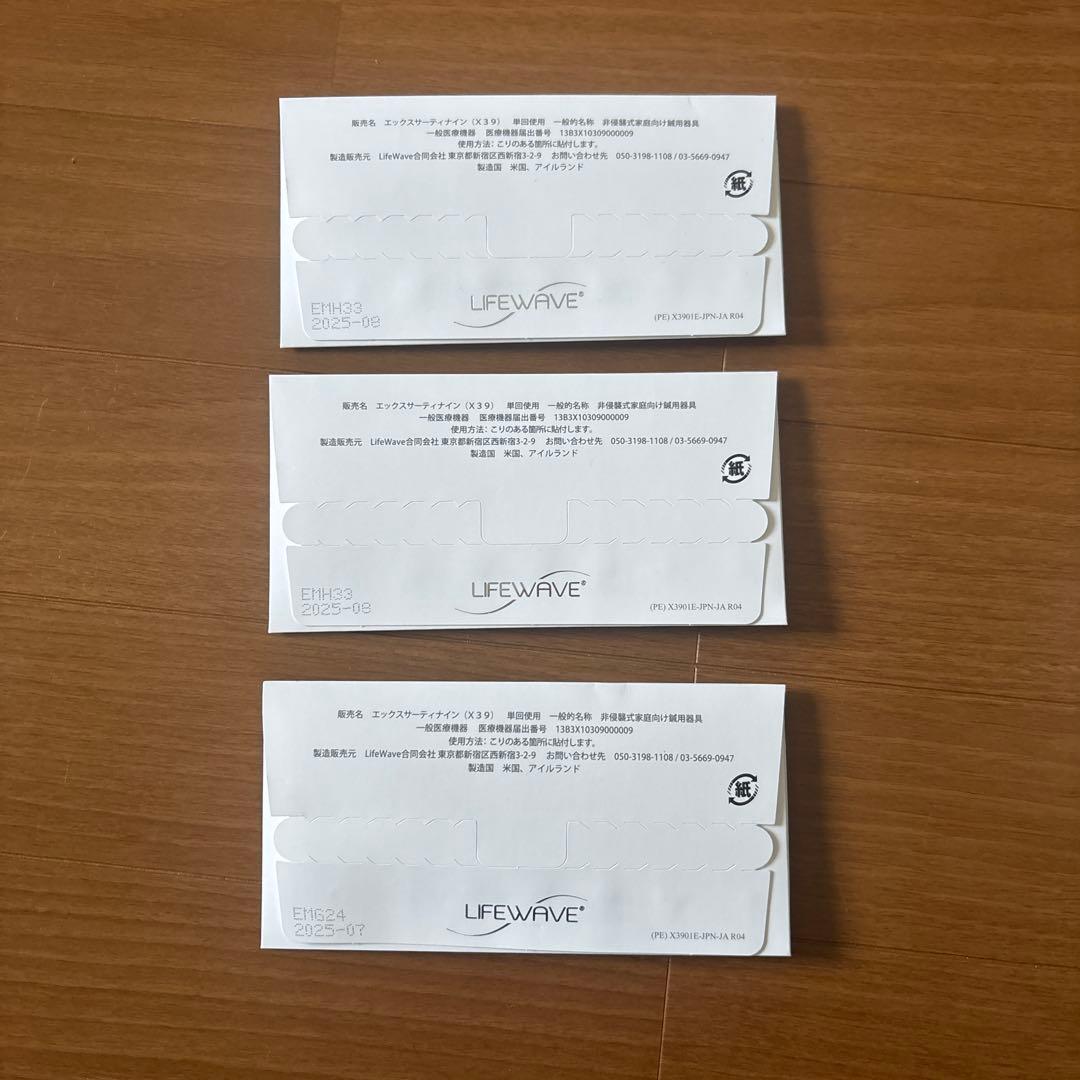 販売名 エックスサーティナイン（X３９） 単回使用 一般的名称 非侵襲式家庭向け鍼用器具
一般医療機器 医療機器届出番号 13B3X10309000009
使用方法：こりのある箇所に貼付します。
製造販売元 LifeWave合同会社 東京都新宿区西新宿3-2-9 お問い合わせ先 050-3198-1108 / 03-5669-0947
製造国 米国、アイルランド
紙
LIFEWAVE®
EMH33
2025-08
(PE) X3901E-JPN-JA R04
販売名 エックスサーティナイン（X３９） 単回使用 一般的名称 非侵襲式家庭向け鍼用器具
一般医療機器 医療機器届出番号 13B3X10309000009
使用方法：こりのある箇所に貼付します。
製造販売元 LifeWave合同会社 東京都新宿区西新宿3-2-9 お問い合わせ先 050-3198-1108 / 03-5669-0947
製造国 米国、アイルランド
紙
LIFEWAVE®
EMH33
2025-08
(PE) X3901E-JPN-JA R04
販売名 エックスサーティナイン（X３９） 単回使用 一般的名称 非侵襲式家庭向け鍼用器具
一般医療機器 医療機器届出番号 13B3X10309000009
使用方法：こりのある箇所に貼付します。
製造販売元 LifeWave合同会社 東京都新宿区西新宿3-2-9 お問い合わせ先 050-3198-1108 / 03-5669-0947
製造国 米国、アイルランド
紙
LIFEWAVE®
EMG24
2025-07
(PE) X3901E-JPN-JA R04